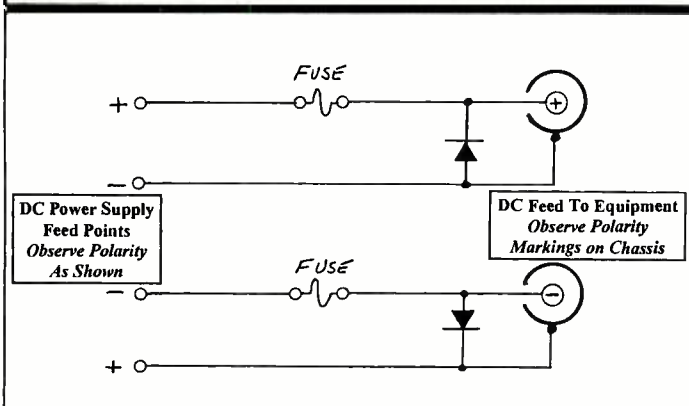 FUSE
+
+
−
DC Power Supply
Feed Points
Observe Polarity
As Shown
DC Feed To Equipment
Observe Polarity
Markings on Chassis
FUSE
−
−
+